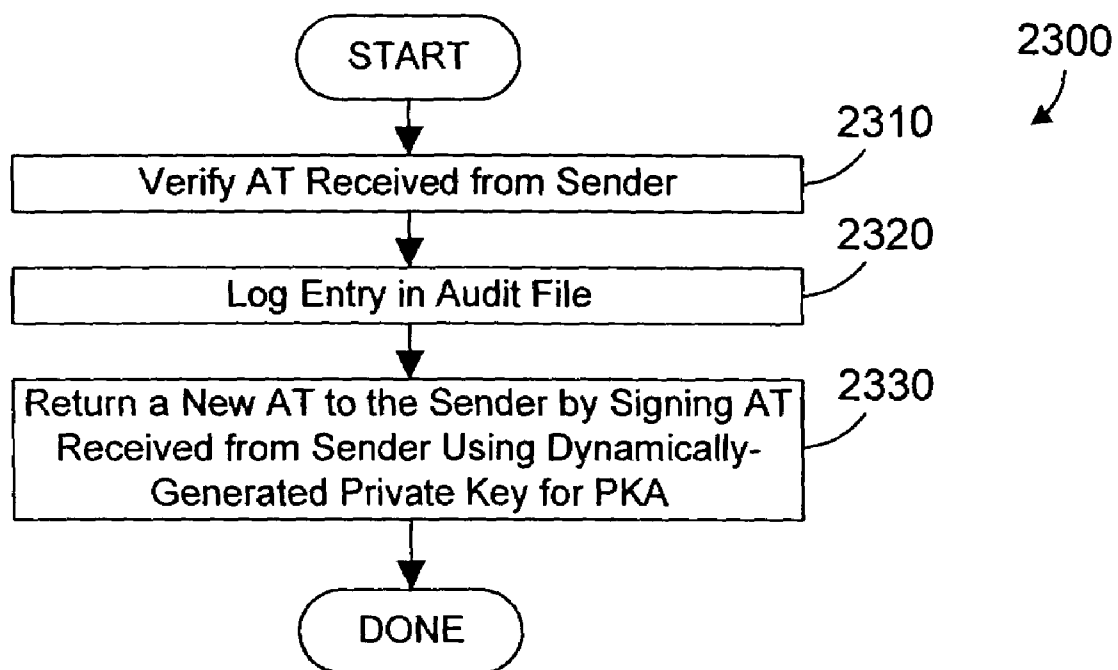 START
2300
2310
Verify AT Received from Sender
2320
Log Entry in Audit File
2330
Return a New AT to the Sender by Signing AT
Received from Sender Using Dynamically-
Generated Private Key for PKA
DONE